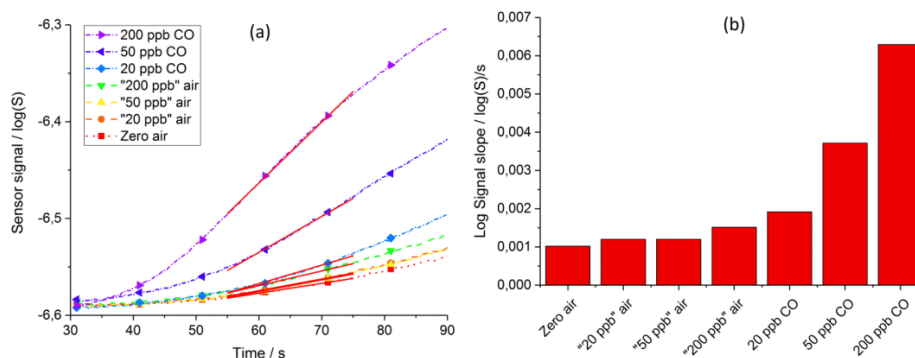 (a)
200 ppb CO
50 ppb CO
20 ppb CO
"200 ppb" air
"50 ppb" air
"20 ppb" air
Zero air
-6,3
-6,4
-6,5
-6,6
30
40
50
60
70
80
90
Sensor signal / log(S)
Time / s
(b)
0,007
0,006
0,005
0,004
0,003
0,002
0,001
0,000
Log Signal slope / log(S)/s
Zero air
"20 ppb" air
"50 ppb" air
"200 ppb" air
20 ppb CO
50 ppb CO
200 ppb CO